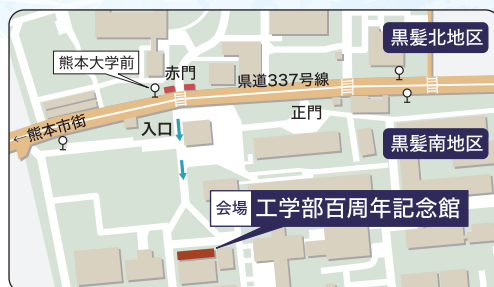 黒髪北地区
熊本大学前
赤門
県道337号線
正門
←熊本市街
入口
黒髪南地区
会場 工学部百周年記念館